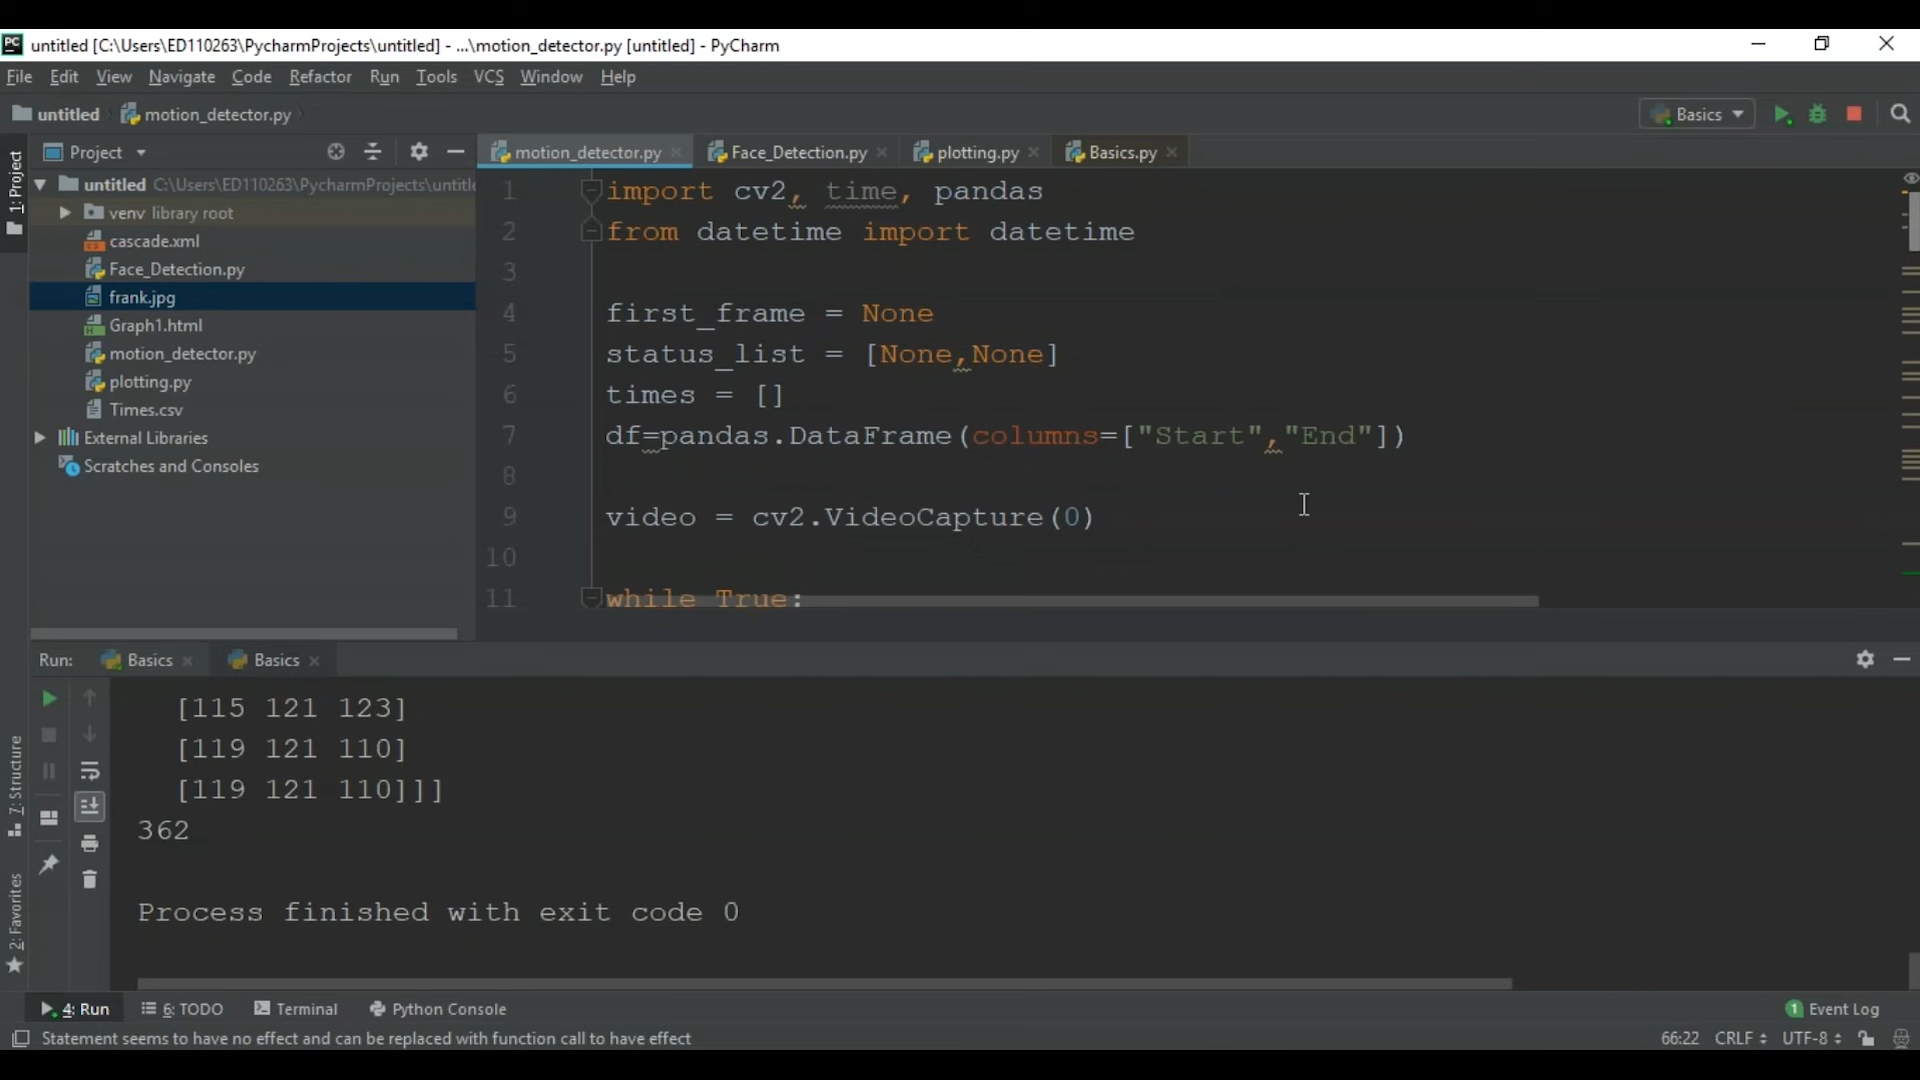 PC untitled [C:\Users\ED110263\PycharmProjects\untitled] - ...\motion_detector.py [untitled] - PyCharm
File Edit View Navigate Code Refactor Run Tools VCS Window Help
untitled motion_detector.py Basics
1: Project
Project
motion_detector.py Face_Detection.py plotting.py Basics.py
untitled C:\Users\ED110263\PycharmProjects\untitle
venv library root
cascade.xml
Face_Detection.py
frank.jpg
Graph1.html
motion_detector.py
plotting.py
Times.csv
External Libraries
Scratches and Consoles
1 import cv2, time, pandas
2 from datetime import datetime
3
4 first_frame = None
5 status_list = [None,None]
6 times = []
7 df=pandas.DataFrame(columns=["Start","End"])
8
9 video = cv2.VideoCapture(0)
10
11 while True:
Run: Basics Basics
[115 121 123]
[119 121 110]
[119 121 110]]]
362
Process finished with exit code 0
7: Structure
2: Favorites
4: Run 6: TODO Terminal Python Console 1 Event Log
Statement seems to have no effect and can be replaced with function call to have effect 66:22 CRLF UTF-8